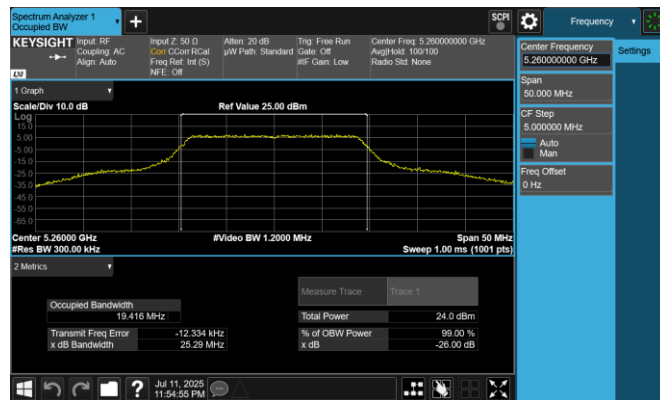 Spectrum Analyzer 1
Occupied BW
SCPI
Frequency
KEYSIGHT
Input: RF
Coupling: AC
Align: Auto
Input Z: 50 Ω
Corr CCorr RCal
Freq Ref: Int (S)
NFE: Off
Atten: 20 dB
µW Path: Standard
Trig: Free Run
Gate: Off
#IF Gain: Low
Center Freq: 5.260000000 GHz
Avg|Hold: 100/100
Radio Std: None
LXI
Center Frequency
5.260000000 GHz
Settings
Span
50.000 MHz
CF Step
5.000000 MHz
Auto
Man
Freq Offset
0 Hz
1 Graph
Scale/Div 10.0 dB
Ref Value 25.00 dBm
Log
15.0
5.00
-5.00
-15.0
-25.0
-35.0
-45.0
-55.0
-65.0
Center 5.26000 GHz
#Video BW 1.2000 MHz
Span 50 MHz
#Res BW 300.00 kHz
Sweep 1.00 ms (1001 pts)
2 Metrics
Measure Trace
Trace 1
Occupied Bandwidth
19.416 MHz
Total Power
24.0 dBm
Transmit Freq Error
-12.334 kHz
% of OBW Power
99.00 %
x dB Bandwidth
25.29 MHz
x dB
-26.00 dB
Jul 11, 2025
11:54:55 PM